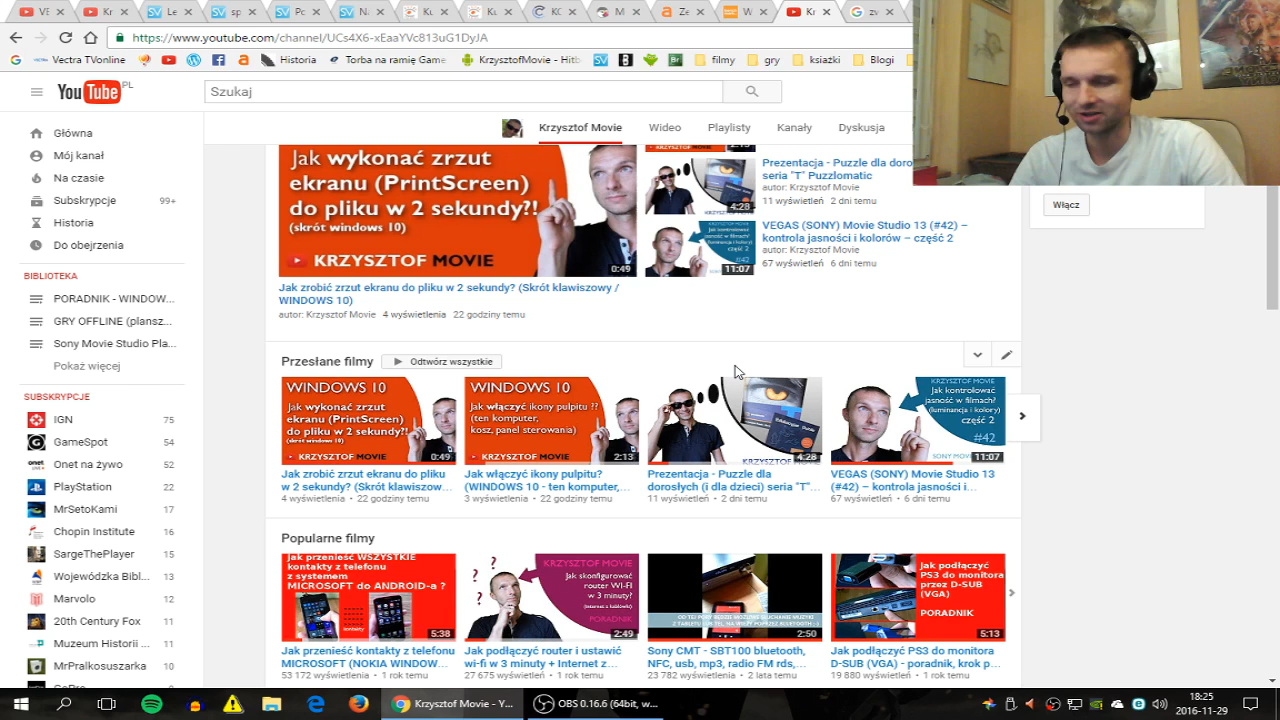 https://www.youtube.com/channel/UCs4X6-xEaaYVc813uG1DyJA
Vectra TVonline
Historia
Torba na ramię Game
KrzysztofMovie - Hitb
filmy
gry
ksiazki
Blogi
YouTube PL
Szukaj
Krzysztof Movie
Wideo
Playlisty
Kanały
Dyskusja
Główna
Mój kanał
Na czasie
Subskrypcje 99+
Historia
Do obejrzenia
BIBLIOTEKA
PORADNIK - WINDOW...
GRY OFFLINE (plansz...
Sony Movie Studio Pla...
Pokaż więcej
SUBSKRYPCJE
IGN 75
GameSpot 54
Onet na żywo 52
PlayStation 22
MrSetoKami 17
Chopin Institute 16
SargeThePlayer 15
Wojewódzka Bibl... 13
Marvolo 12
20th Century Fox 11
Muzeum Historii ... 11
MrPralkosuszarka 10
Jak wykonać zrzut
ekranu (PrintScreen)
do pliku w 2 sekundy?!
(skrót windows 10)
KRZYSZTOF MOVIE
0:49
Jak zrobić zrzut ekranu do pliku w 2 sekundy? (Skrót klawiszowy /
WINDOWS 10)
autor: Krzysztof Movie 4 wyświetlenia 22 godziny temu
Prezentacja - Puzzle dla doro
seria "T" Puzzlomatic
autor: Krzysztof Movie
11 wyświetleń 2 dni temu
4:28
VEGAS (SONY) Movie Studio 13 (#42) –
kontrola jasności i kolorów – część 2
autor: Krzysztof Movie
67 wyświetleń 6 dni temu
11:07
Włącz
Przesłane filmy
Odtwórz wszystkie
WINDOWS 10
Jak wykonać zrzut
ekranu (PrintScreen)
do pliku w 2 sekundy?!
(skrót windows 10)
0:49
Jak zrobić zrzut ekranu do pliku
w 2 sekundy? (Skrót klawiszow...
4 wyświetlenia • 22 godziny temu
WINDOWS 10
Jak włączyć ikony pulpitu ??
(ten komputer,
kosz, panel sterowania)
2:13
Jak włączyć ikony pulpitu?
(WINDOWS 10 - ten komputer,...
3 wyświetlenia • 22 godziny temu
KRZYSZTOF MOVIE
4:28
Prezentacja - Puzzle dla
dorosłych (i dla dzieci) seria "T"...
11 wyświetleń • 2 dni temu
KRZYSZTOF MOVIE
Jak kontrolować
jasność w filmach?
(luminancja i kolory)
część 2
#42
11:07
VEGAS (SONY) Movie Studio 13
(#42) – kontrola jasności i...
67 wyświetleń • 6 dni temu
Popularne filmy
jak przenieść WSZYSTKIE
kontakty z telefonu
z systemem
MICROSOFT do ANDROID-a ?
kontakty
5:38
Jak przenieść kontakty z telefonu
MICROSOFT (NOKIA WINDOW...
53 172 wyświetlenia • 1 rok temu
KRZYSZTOF MOVIE
Jak skonfigurować
router WI-FI
w 3 minuty?
(internet z kablówki)
PORADNIK
2:49
Jak podłączyć router i ustawić
wi-fi w 3 minuty + Internet z...
27 675 wyświetleń • 1 rok temu
2:50
Sony CMT - SBT100 bluetooth,
NFC, usb, mp3, radio FM rds,...
23 782 wyświetlenia • 2 lata temu
Jak podłączyć
PS3 do monitora
przez D-SUB
(VGA)
PORADNIK
5:13
Jak podłączyć PS3 do monitora
D-SUB (VGA) - poradnik, krok p...
19 880 wyświetleń • 1 rok temu
Krzysztof Movie - Y...
OBS 0.16.6 (64bit, w...
18:25
2016-11-29